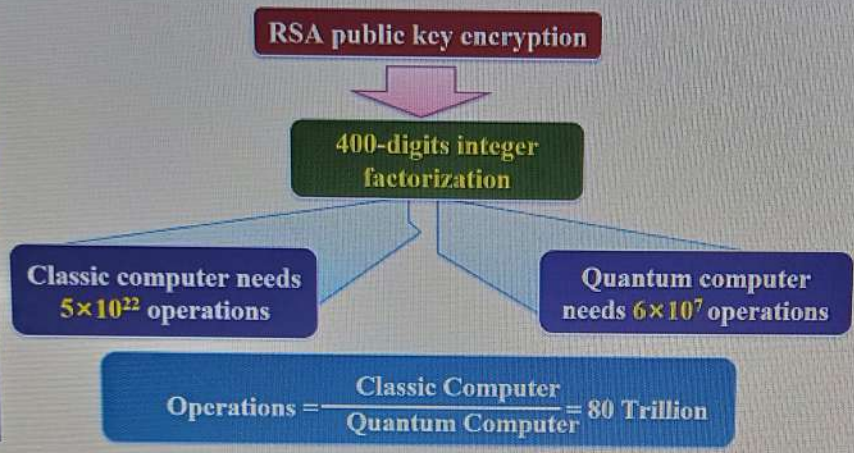 RSA public key encryption
400-digits integer
factorization
Classic computer needs
5×10²² operations
Quantum computer
needs 6×10⁷ operations
Operations = Classic Computer / Quantum Computer = 80 Trillion